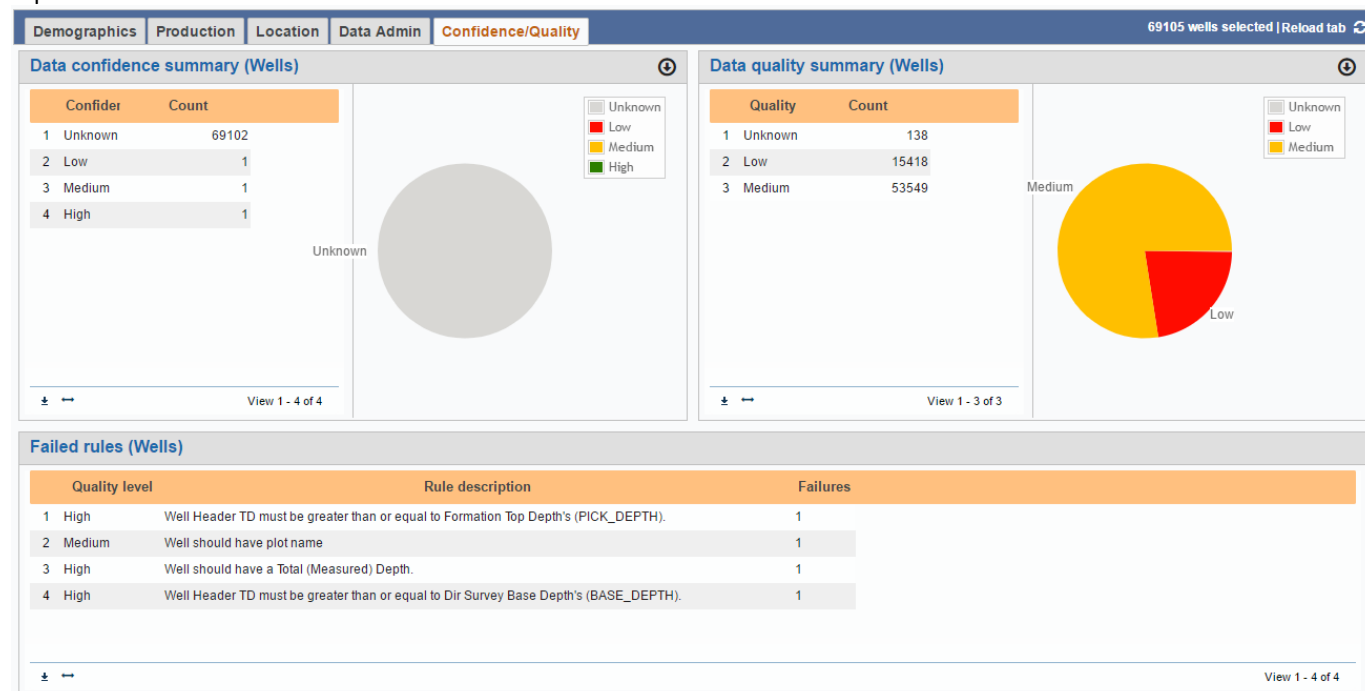 Demographics Production Location Data Admin Confidence/Quality 69105 wells selected | Reload tab
Data confidence summary (Wells)
Confider Count
1 Unknown 69102
2 Low 1
3 Medium 1
4 High 1
View 1 - 4 of 4
Unknown
Low
Medium
High
Unknown
Data quality summary (Wells)
Quality Count
1 Unknown 138
2 Low 15418
3 Medium 53549
View 1 - 3 of 3
Unknown
Low
Medium
Medium
Low
Failed rules (Wells)
Quality level Rule description Failures
1 High Well Header TD must be greater than or equal to Formation Top Depth's (PICK_DEPTH). 1
2 Medium Well should have plot name 1
3 High Well should have a Total (Measured) Depth. 1
4 High Well Header TD must be greater than or equal to Dir Survey Base Depth's (BASE_DEPTH). 1
View 1 - 4 of 4